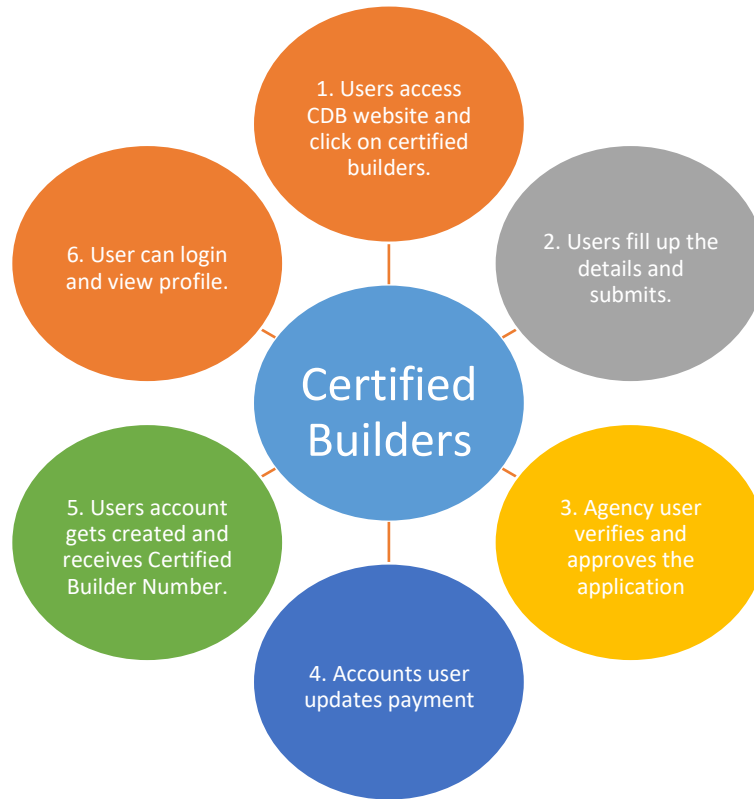 1. Users access
CDB website and
click on certified
builders.
2. Users fill up the
details and
submits.
3. Agency user
verifies and
approves the
application
4. Accounts user
updates payment
5. Users account
gets created and
receives Certified
Builder Number.
6. User can login
and view profile.
Certified
Builders